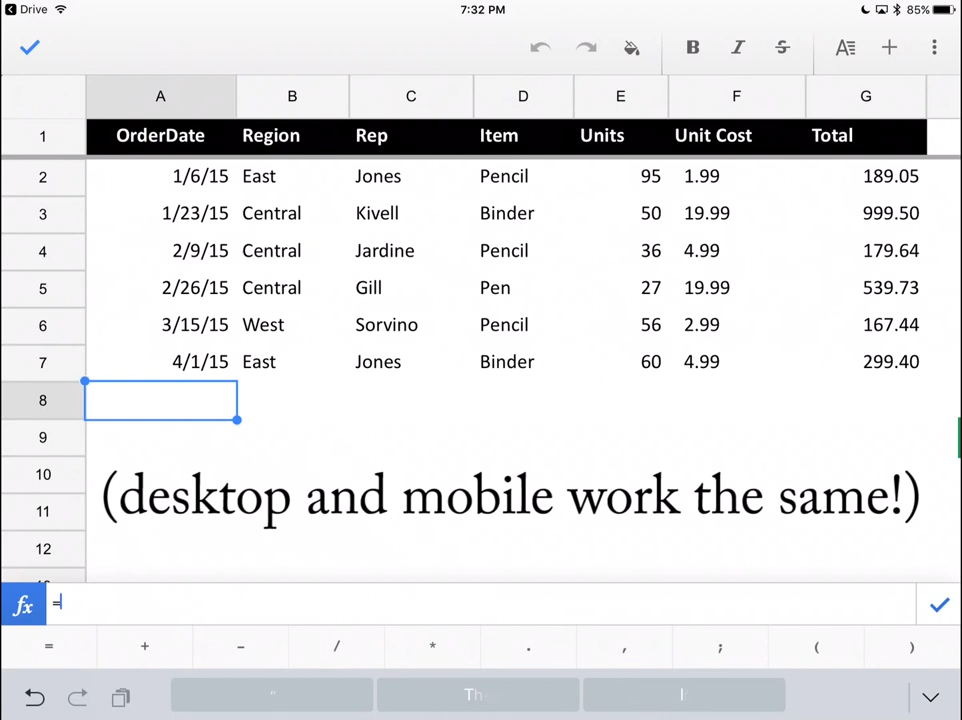 Drive 7:32 PM 85%
B I S A
A B C D E F G
1 OrderDate Region Rep Item Units Unit Cost Total
2 1/6/15 East Jones Pencil 95 1.99 189.05
3 1/23/15 Central Kivell Binder 50 19.99 999.50
4 2/9/15 Central Jardine Pencil 36 4.99 179.64
5 2/26/15 Central Gill Pen 27 19.99 539.73
6 3/15/15 West Sorvino Pencil 56 2.99 167.44
7 4/1/15 East Jones Binder 60 4.99 299.40
8
9
10
(desktop and mobile work the same!)
11
12
fx =
= + - / * . , ; ( )
" Th I